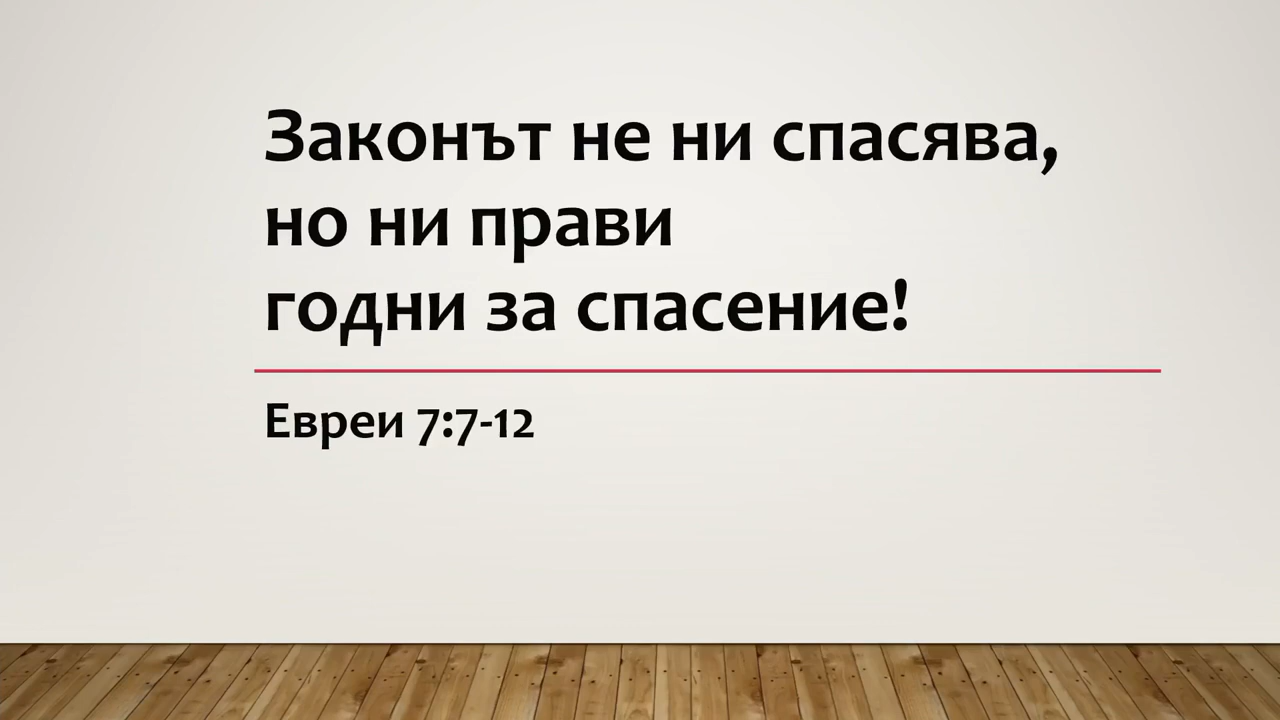 Законът не ни спасява,
но ни прави
годни за спасение!
Евреи 7:7-12